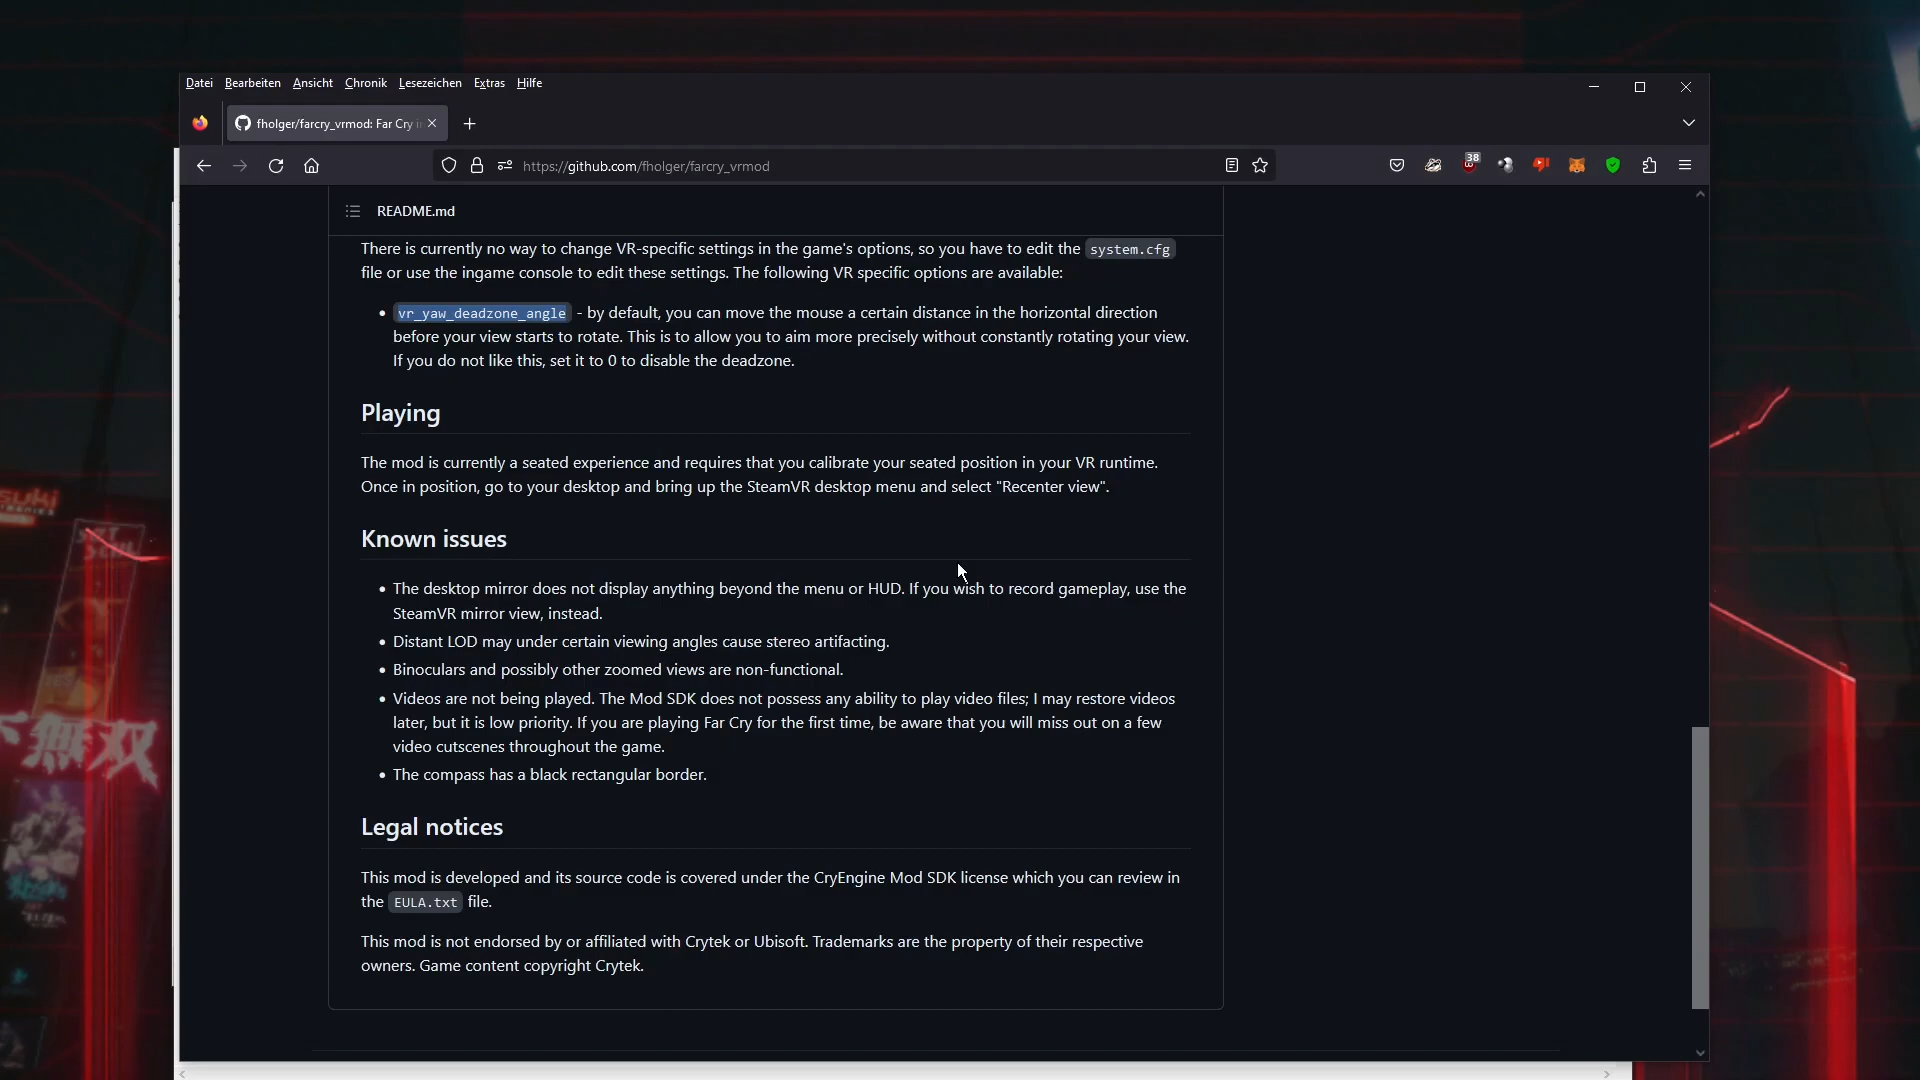 Datei Bearbeiten Ansicht Chronik Lesezeichen Extras Hilfe
fholger/farcry_vrmod: Far Cry i
https://github.com/fholger/farcry_vrmod
38
README.md
There is currently no way to change VR-specific settings in the game's options, so you have to edit the system.cfg
file or use the ingame console to edit these settings. The following VR specific options are available:
• vr_yaw_deadzone_angle - by default, you can move the mouse a certain distance in the horizontal direction
before your view starts to rotate. This is to allow you to aim more precisely without constantly rotating your view.
If you do not like this, set it to 0 to disable the deadzone.
Playing
The mod is currently a seated experience and requires that you calibrate your seated position in your VR runtime.
Once in position, go to your desktop and bring up the SteamVR desktop menu and select "Recenter view".
Known issues
• The desktop mirror does not display anything beyond the menu or HUD. If you wish to record gameplay, use the
SteamVR mirror view, instead.
• Distant LOD may under certain viewing angles cause stereo artifacting.
• Binoculars and possibly other zoomed views are non-functional.
• Videos are not being played. The Mod SDK does not possess any ability to play video files; I may restore videos
later, but it is low priority. If you are playing Far Cry for the first time, be aware that you will miss out on a few
video cutscenes throughout the game.
• The compass has a black rectangular border.
Legal notices
This mod is developed and its source code is covered under the CryEngine Mod SDK license which you can review in
the EULA.txt file.
This mod is not endorsed by or affiliated with Crytek or Ubisoft. Trademarks are the property of their respective
owners. Game content copyright Crytek.
無双